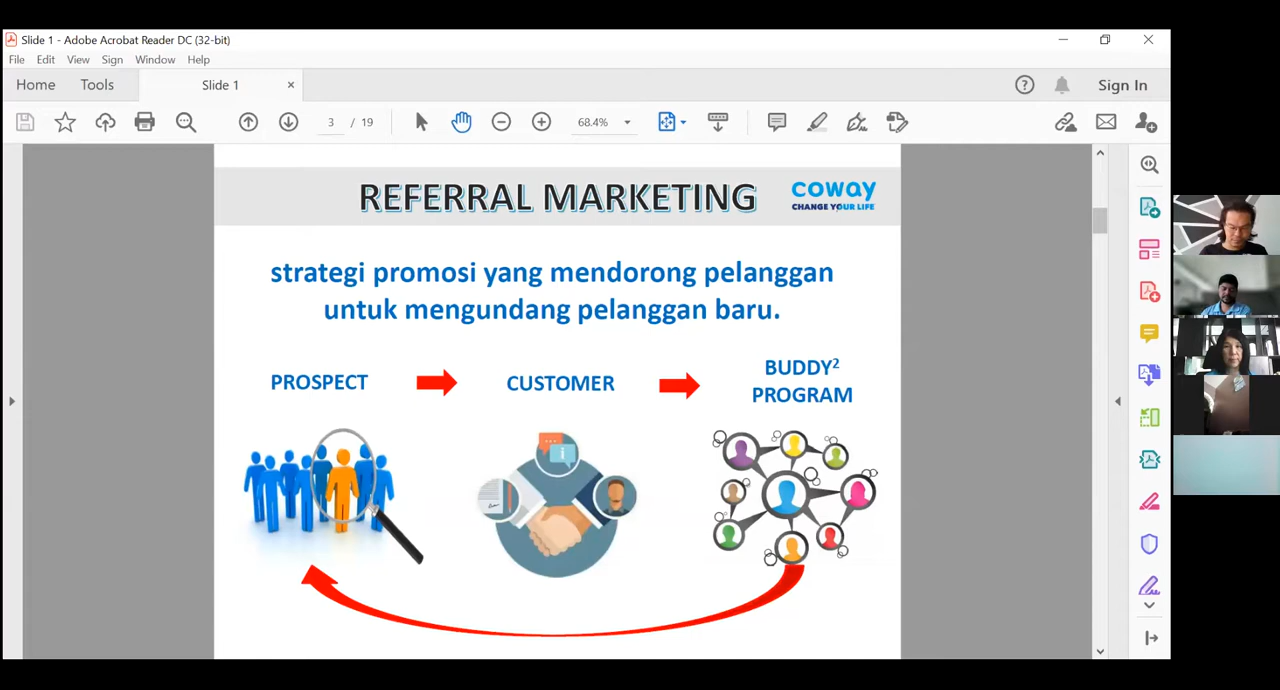 Slide 1 - Adobe Acrobat Reader DC (32-bit)
File Edit View Sign Window Help
Home Tools Slide 1 × Sign In
3 / 19 68.4%
REFERRAL MARKETING
coway
CHANGE YOUR LIFE
strategi promosi yang mendorong pelanggan
untuk mengundang pelanggan baru.
PROSPECT
CUSTOMER
BUDDY²
PROGRAM